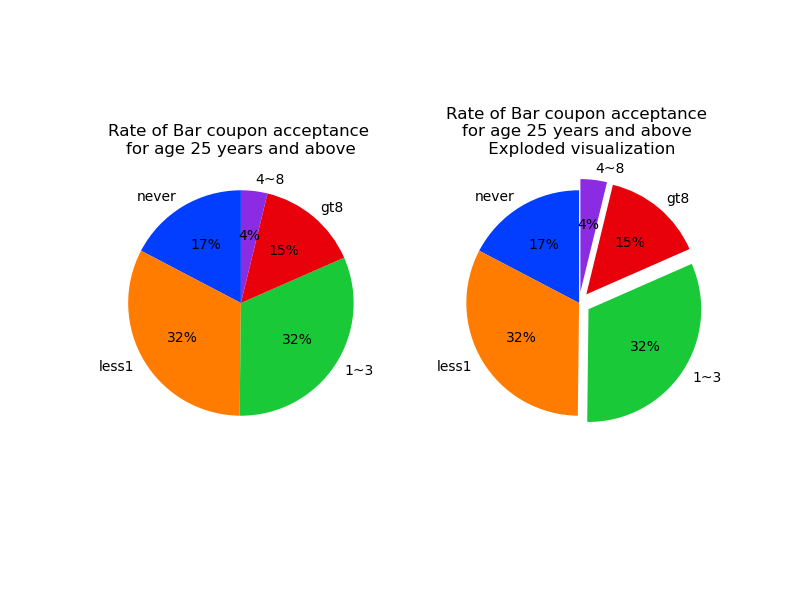 Rate of Bar coupon acceptance
for age 25 years and above
4~8
never
gt8
17%
4%
15%
32%
32%
less1
1~3
Rate of Bar coupon acceptance
for age 25 years and above
Exploded visualization
4~8
never
gt8
17%
4%
15%
32%
32%
less1
1~3